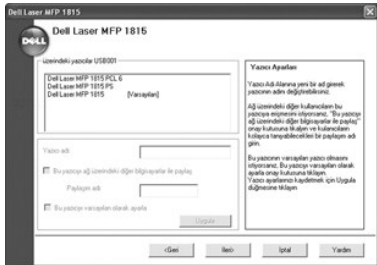 Dell Laser MFP 1815
DELL
Dell Laser MFP 1815
üzerindeki yazıcılar USB001
Dell Laser MFP 1815 PCL 6
Dell Laser MFP 1815 PS
Dell Laser MFP 1815 [Varsayılan]
Yazıcı adı:
Bu yazıcıyı ağ üzerindeki diğer bilgisayarlar ile paylaş
Paylaşım adı:
Bu yazıcıyı varsayılan olarak ayarla
Uygula
Yazıcı Ayarları
Yazıcı Adı Alanına yeni bir ad girerek
yazıcının adını değiştirebilirsiniz.
Ağ üzerindeki diğer kullanıcıların bu
yazıcıya erişmesini istiyorsanız, "Bu yazıcıyı
ağ üzerindeki diğer bilgisayarlar ile paylaş"
onay kutusuna tıkalyın ve kullanıcıların
kolayca tanıyabilecekleri bir paylaşım adı
girin.
Bu yazıcının varsayılan yazıcı olmasını
istiyorsanız, "Bu yazıcıyı varsayılan olarak
ayarla onay kutusunu tıklayın.
Yazıcı ayarlarınızı kaydetmek için Uygula
düğmesine tıklayın
<Geri
İleri>
İptal
Yardım